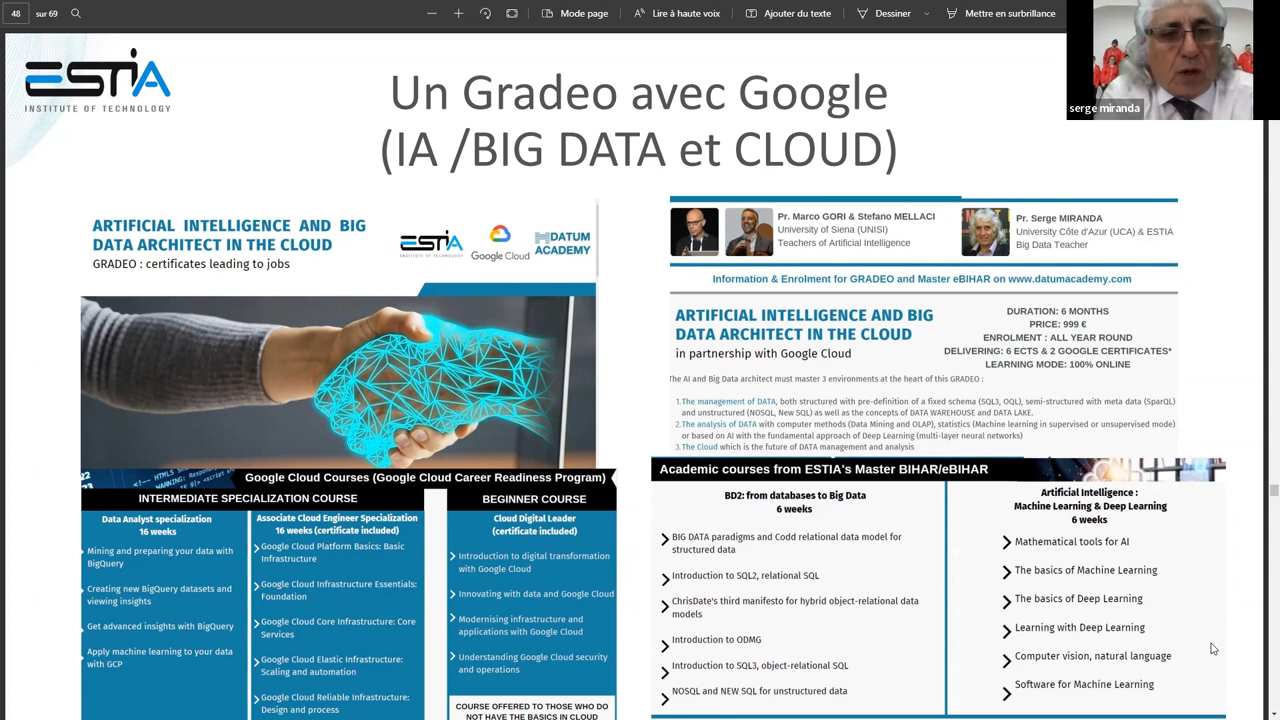 48
sur 69
Mode page
Lire à haute voix
Ajouter du texte
Dessiner
Mettre en surbrillance
serge miranda
ESTIA
INSTITUTE OF TECHNOLOGY
Un Gradeo avec Google
(IA /BIG DATA et CLOUD)
ARTIFICIAL INTELLIGENCE AND BIG
DATA ARCHITECT IN THE CLOUD
GRADEO : certificates leading to jobs
ESTIA
Google Cloud
DATUM
ACADEMY
Google Cloud Courses (Google Cloud Career Readiness Program)
INTERMEDIATE SPECIALIZATION COURSE
Data Analyst specialization
16 weeks
Mining and preparing your data with
BigQuery
Creating new BigQuery datasets and
viewing insights
Get advanced insights with BigQuery
Apply machine learning to your data
with GCP
Associate Cloud Engineer Specialization
16 weeks (certificate included)
Google Cloud Platform Basics: Basic
Infrastructure
Google Cloud Infrastructure Essentials:
Foundation
Google Cloud Core Infrastructure: Core
Services
Google Cloud Elastic Infrastructure:
Scaling and automation
Google Cloud Reliable Infrastructure:
Design and process
BEGINNER COURSE
Cloud Digital Leader
(certificate included)
Introduction to digital transformation
with Google Cloud
Innovating with data and Google Cloud
Modernising infrastructure and
applications with Google Cloud
Understanding Google Cloud security
and operations
COURSE OFFERED TO THOSE WHO DO
NOT HAVE THE BASICS IN CLOUD
Pr. Marco GORI & Stefano MELLACI
University of Siena (UNISI)
Teachers of Artificial Intelligence
Pr. Serge MIRANDA
University Côte d'Azur (UCA) & ESTIA
Big Data Teacher
Information & Enrolment for GRADEO and Master eBIHAR on www.datumacademy.com
ARTIFICIAL INTELLIGENCE AND BIG
DATA ARCHITECT IN THE CLOUD
in partnership with Google Cloud
DURATION: 6 MONTHS
PRICE: 999 €
ENROLMENT : ALL YEAR ROUND
DELIVERING: 6 ECTS & 2 GOOGLE CERTIFICATES*
LEARNING MODE: 100% ONLINE
The AI and Big Data architect must master 3 environments at the heart of this GRADEO :
1.The management of DATA, both structured with pre-definition of a fixed schema (SQL3, OQL), semi-structured with meta data (SparQL)
and unstructured (NOSQL, New SQL) as well as the concepts of DATA WAREHOUSE and DATA LAKE.
2.The analysis of DATA with computer methods (Data Mining and OLAP), statistics (Machine learning in supervised or unsupervised mode)
or based on AI with the fundamental approach of Deep Learning (multi-layer neural networks)
3.The Cloud which is the future of DATA management and analysis
Academic courses from ESTIA's Master BIHAR/eBIHAR
BD2: from databases to Big Data
6 weeks
BIG DATA paradigms and Codd relational data model for
structured data
Introduction to SQL2, relational SQL
ChrisDate's third manifesto for hybrid object-relational data
models
Introduction to ODMG
Introduction to SQL3, object-relational SQL
NOSQL and NEW SQL for unstructured data
Artificial Intelligence :
Machine Learning & Deep Learning
6 weeks
Mathematical tools for AI
The basics of Machine Learning
The basics of Deep Learning
Learning with Deep Learning
Computer vision, natural language
Software for Machine Learning